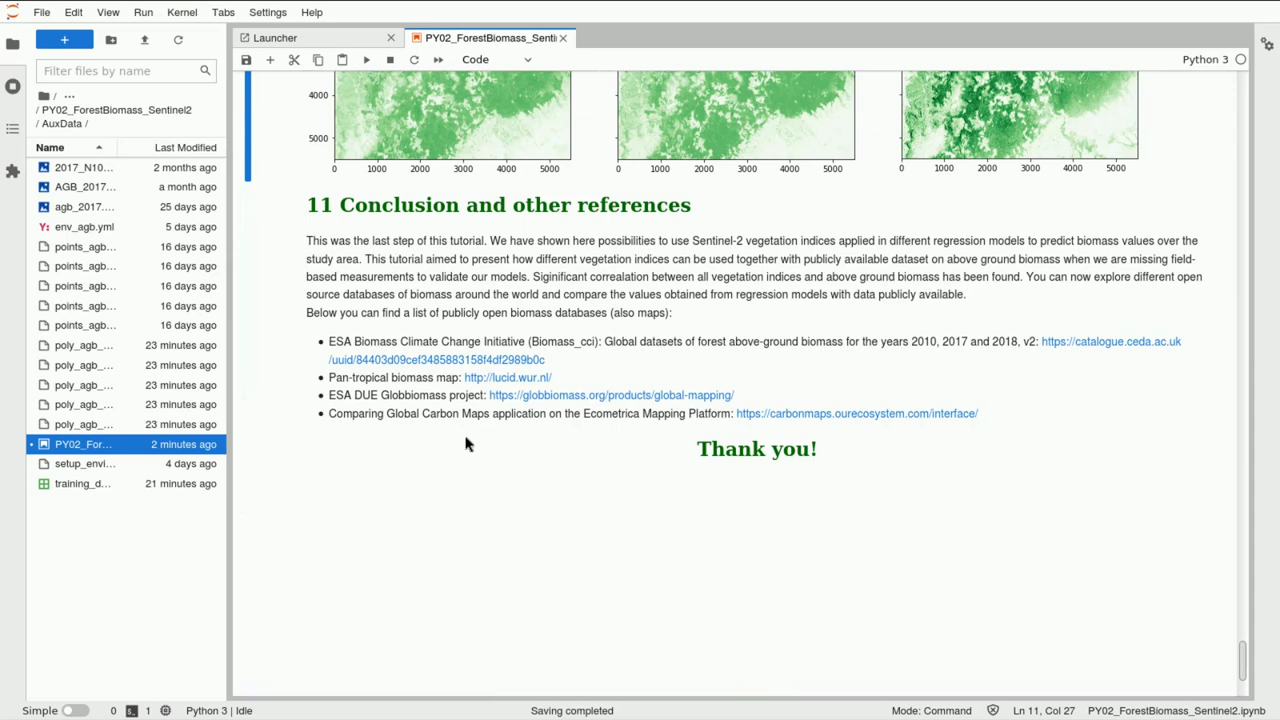 File Edit View Run Kernel Tabs Settings Help
Launcher
PY02_ForestBiomass_Senti
Filter files by name
Code
Python 3
/ ...
/ PY02_ForestBiomass_Sentinel2
/ AuxData /
Name Last Modified
2017_N10... 2 months ago
AGB_2017... a month ago
agb_2017.... 25 days ago
Y: env_agb.yml 5 days ago
points_agb... 16 days ago
points_agb... 16 days ago
points_agb... 16 days ago
points_agb... 16 days ago
points_agb... 16 days ago
poly_agb_... 23 minutes ago
poly_agb_... 23 minutes ago
poly_agb_... 23 minutes ago
poly_agb_... 23 minutes ago
poly_agb_... 23 minutes ago
PY02_For... 2 minutes ago
setup_envi... 4 days ago
training_d... 21 minutes ago
4000
5000
0 1000 2000 3000 4000 5000
0 1000 2000 3000 4000 5000
0 1000 2000 3000 4000 5000
11 Conclusion and other references
This was the last step of this tutorial. We have shown here possibilities to use Sentinel-2 vegetation indices applied in different regression models to predict biomass values over the
study area. This tutorial aimed to present how different vegetation indices can be used together with publicly available dataset on above ground biomass when we are missing field-
based measurements to validate our models. Siginificant correalation between all vegetation indices and above ground biomass has been found. You can now explore different open
source databases of biomass around the world and compare the values obtained from regression models with data publicly available.
Below you can find a list of publicly open biomass databases (also maps):
• ESA Biomass Climate Change Initiative (Biomass_cci): Global datasets of forest above-ground biomass for the years 2010, 2017 and 2018, v2: https://catalogue.ceda.ac.uk
/uuid/84403d09cef3485883158f4df2989b0c
• Pan-tropical biomass map: http://lucid.wur.nl/
• ESA DUE Globbiomass project: https://globbiomass.org/products/global-mapping/
• Comparing Global Carbon Maps application on the Ecometrica Mapping Platform: https://carbonmaps.ourecosystem.com/interface/
Thank you!
Simple 0 1 Python 3 | Idle Saving completed Mode: Command Ln 11, Col 27 PY02_ForestBiomass_Sentinel2.ipynb